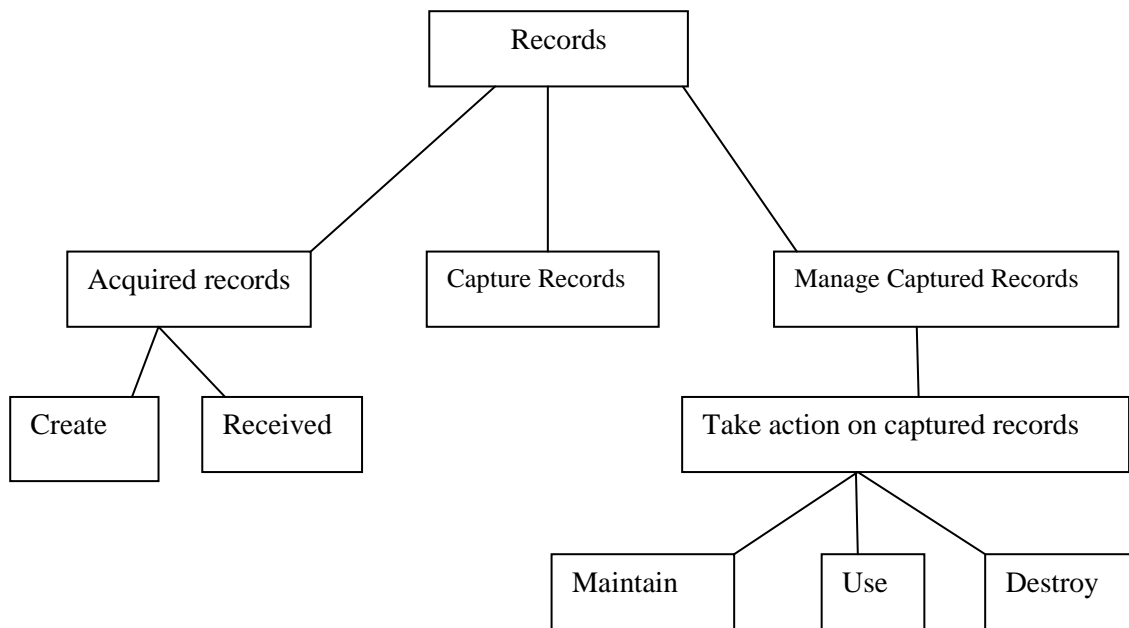 Records
Acquired records
Capture Records
Manage Captured Records
Create
Received
Take action on captured records
Maintain
Use
Destroy